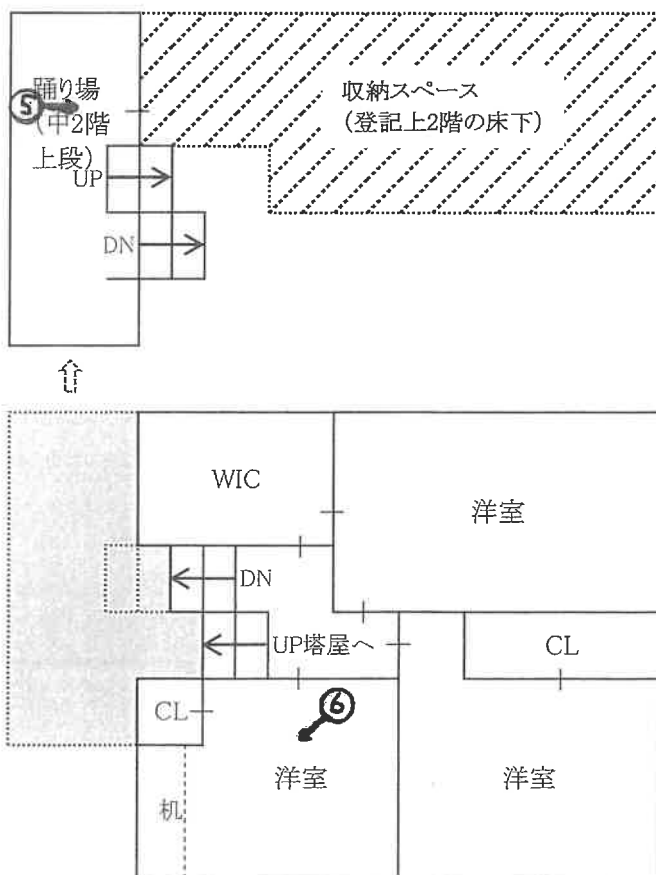 踊り場
⑤
(中2階
上段)
UP
DN
収納スペース
(登記上2階の床下)
WIC
洋室
DN
UP塔屋へ
CL
CL
⑥
洋室
洋室
机